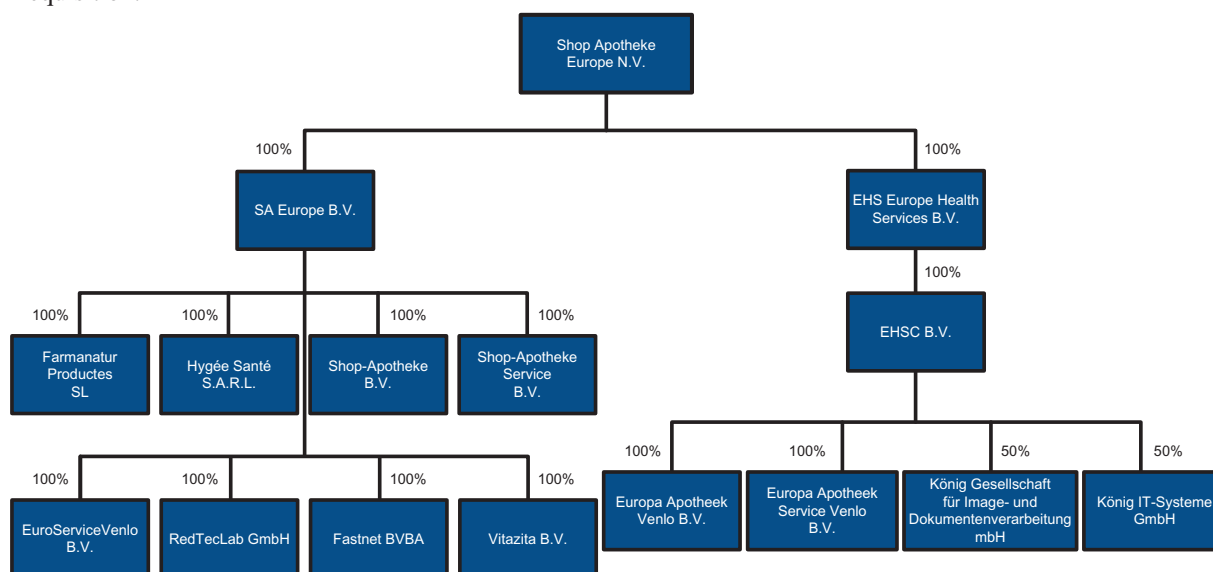 Shop Apotheke
Europe N.V.
100%
100%
SA Europe B.V.
EHS Europe Health
Services B.V.
100%
100%
100%
100%
100%
Farmanatur
Productes
SL
Hygée Santé
S.A.R.L.
Shop-Apotheke
B.V.
Shop-Apotheke
Service
B.V.
EHSC B.V.
100%
100%
100%
100%
EuroServiceVenlo
B.V.
RedTecLab GmbH
Fastnet BVBA
Vitazita B.V.
100%
100%
50%
50%
Europa Apotheek
Venlo B.V.
Europa Apotheek
Service Venlo
B.V.
König Gesellschaft
für Image- und
Dokumentenverarbeitung
mbH
König IT-Systeme
GmbH